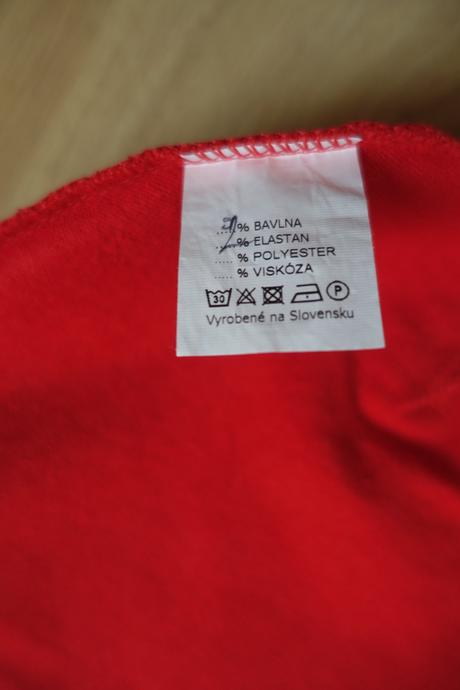 % BAVLNA
% ELASTAN
..... % POLYESTER
..... % VISKÓZA
30 P
Vyrobené na Slovensku